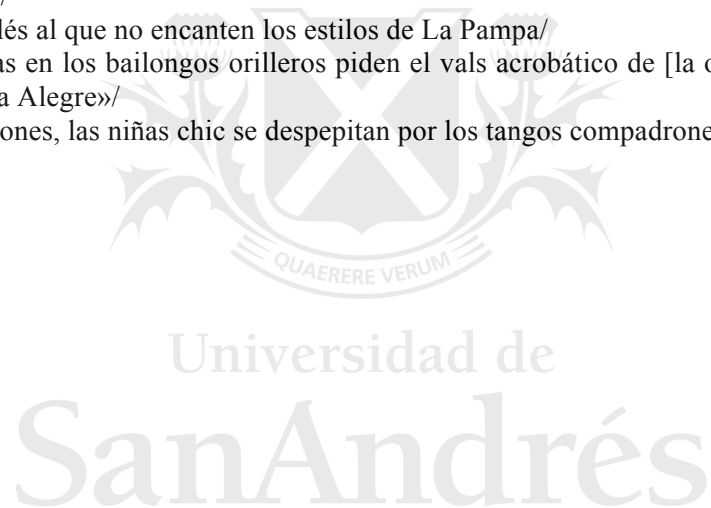 /
lés al que no encanten los estilos de La Pampa/
as en los bailongos orilleros piden el vals acrobático de [la o
a Alegre»/
ones, las niñas chic se despepitan por los tangos compadrone
QUAERERE VERUM
Universidad de
SanAndrés